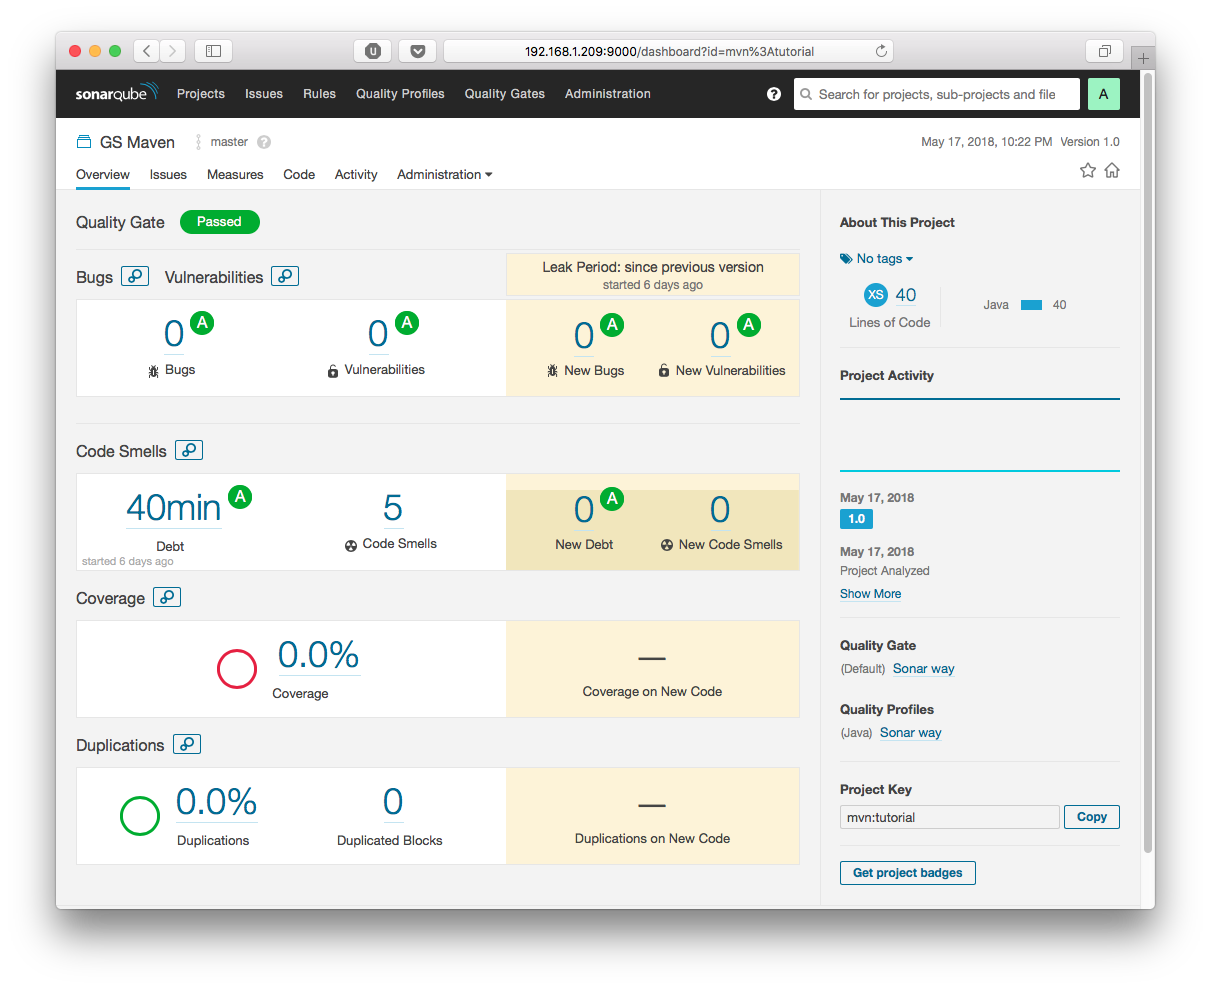 192.168.1.209:9000/dashboard?id=mvn%3Atutorial
sonarqube Projects Issues Rules Quality Profiles Quality Gates Administration ? Search for projects, sub-projects and file A
GS Maven master ? May 17, 2018, 10:22 PM Version 1.0
Overview Issues Measures Code Activity Administration
Quality Gate Passed
Bugs Vulnerabilities
Leak Period: since previous version
started 6 days ago
0 A 0 A 0 A 0 A
Bugs Vulnerabilities New Bugs New Vulnerabilities
Code Smells
40min A 5 0 A 0
Debt Code Smells New Debt New Code Smells
started 6 days ago
Coverage
0.0% —
Coverage Coverage on New Code
Duplications
0.0% 0 —
Duplications Duplicated Blocks Duplications on New Code
About This Project
No tags
XS 40 Java 40
Lines of Code
Project Activity
May 17, 2018
1.0
May 17, 2018
Project Analyzed
Show More
Quality Gate
(Default) Sonar way
Quality Profiles
(Java) Sonar way
Project Key
mvn:tutorial Copy
Get project badges